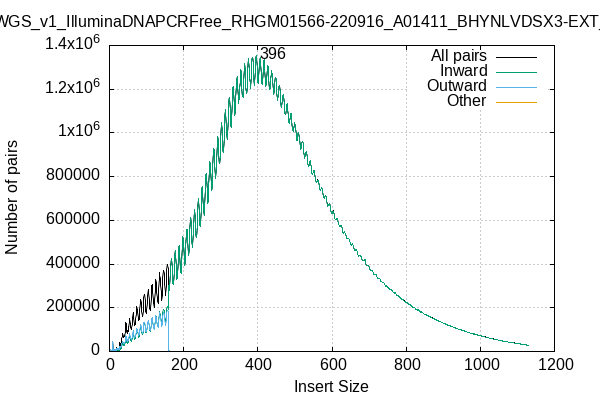 WGS_v1_IlluminaDNAPCRFree_RHGM01566-220916_A01411_BHYNLVDSX3-EXT_
1.4x10^6
1.2x10^6
1x10^6
800000
600000
400000
200000
0
Number of pairs
396
All pairs
Inward
Outward
Other
0 200 400 600 800 1000 1200
Insert Size